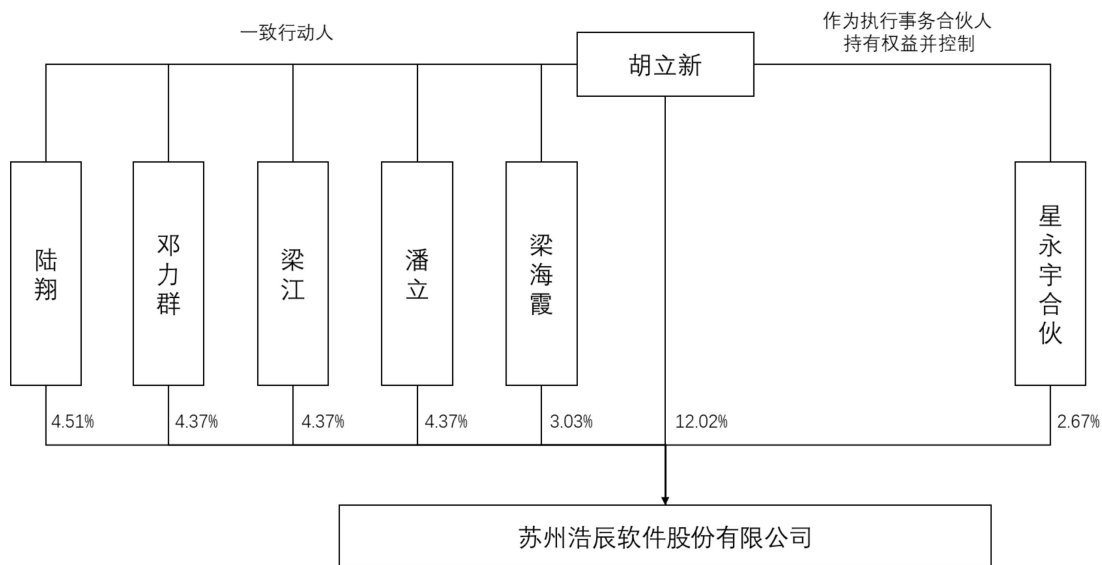 一致行动人
作为执行事务合伙人
持有权益并控制
胡立新
陆翔
邓力群
梁江
潘立
梁海霞
星永宇合伙
4.51%
4.37%
4.37%
4.37%
3.03%
12.02%
2.67%
苏州浩辰软件股份有限公司